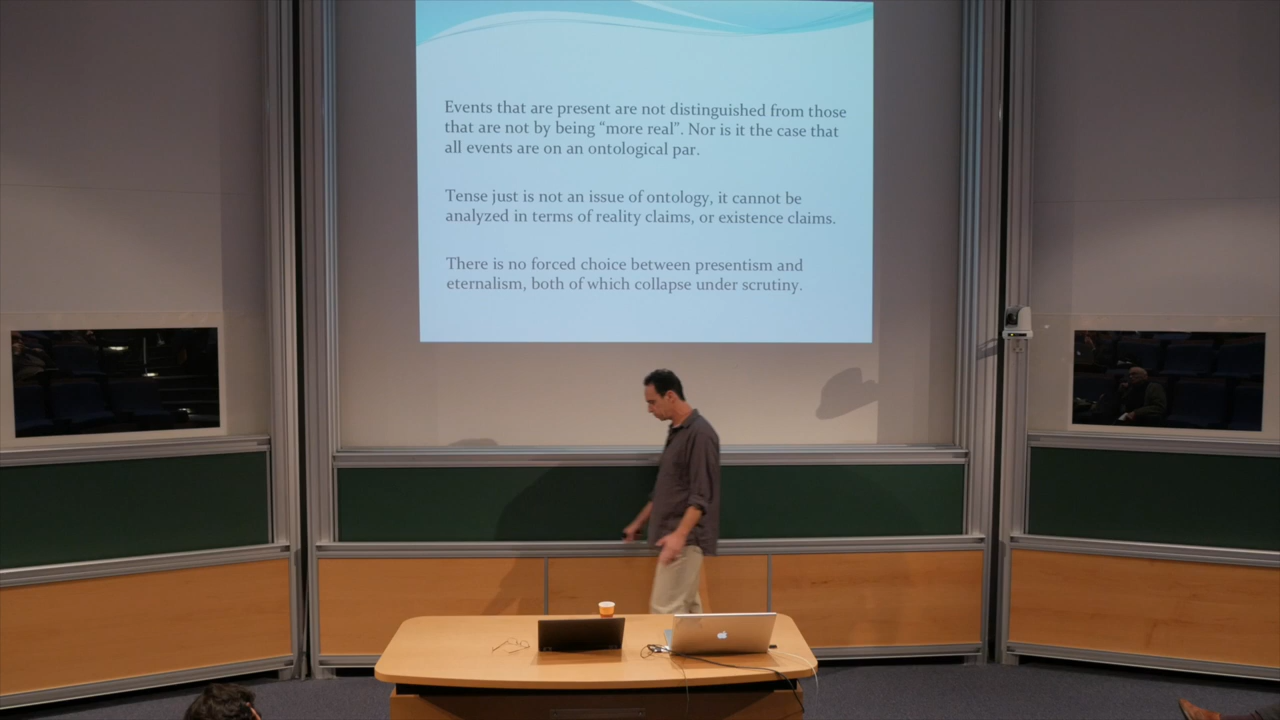 Events that are present are not distinguished from those
that are not by being “more real”. Nor is it the case that
all events are on an ontological par.
Tense just is not an issue of ontology, it cannot be
analyzed in terms of reality claims, or existence claims.
There is no forced choice between presentism and
eternalism, both of which collapse under scrutiny.